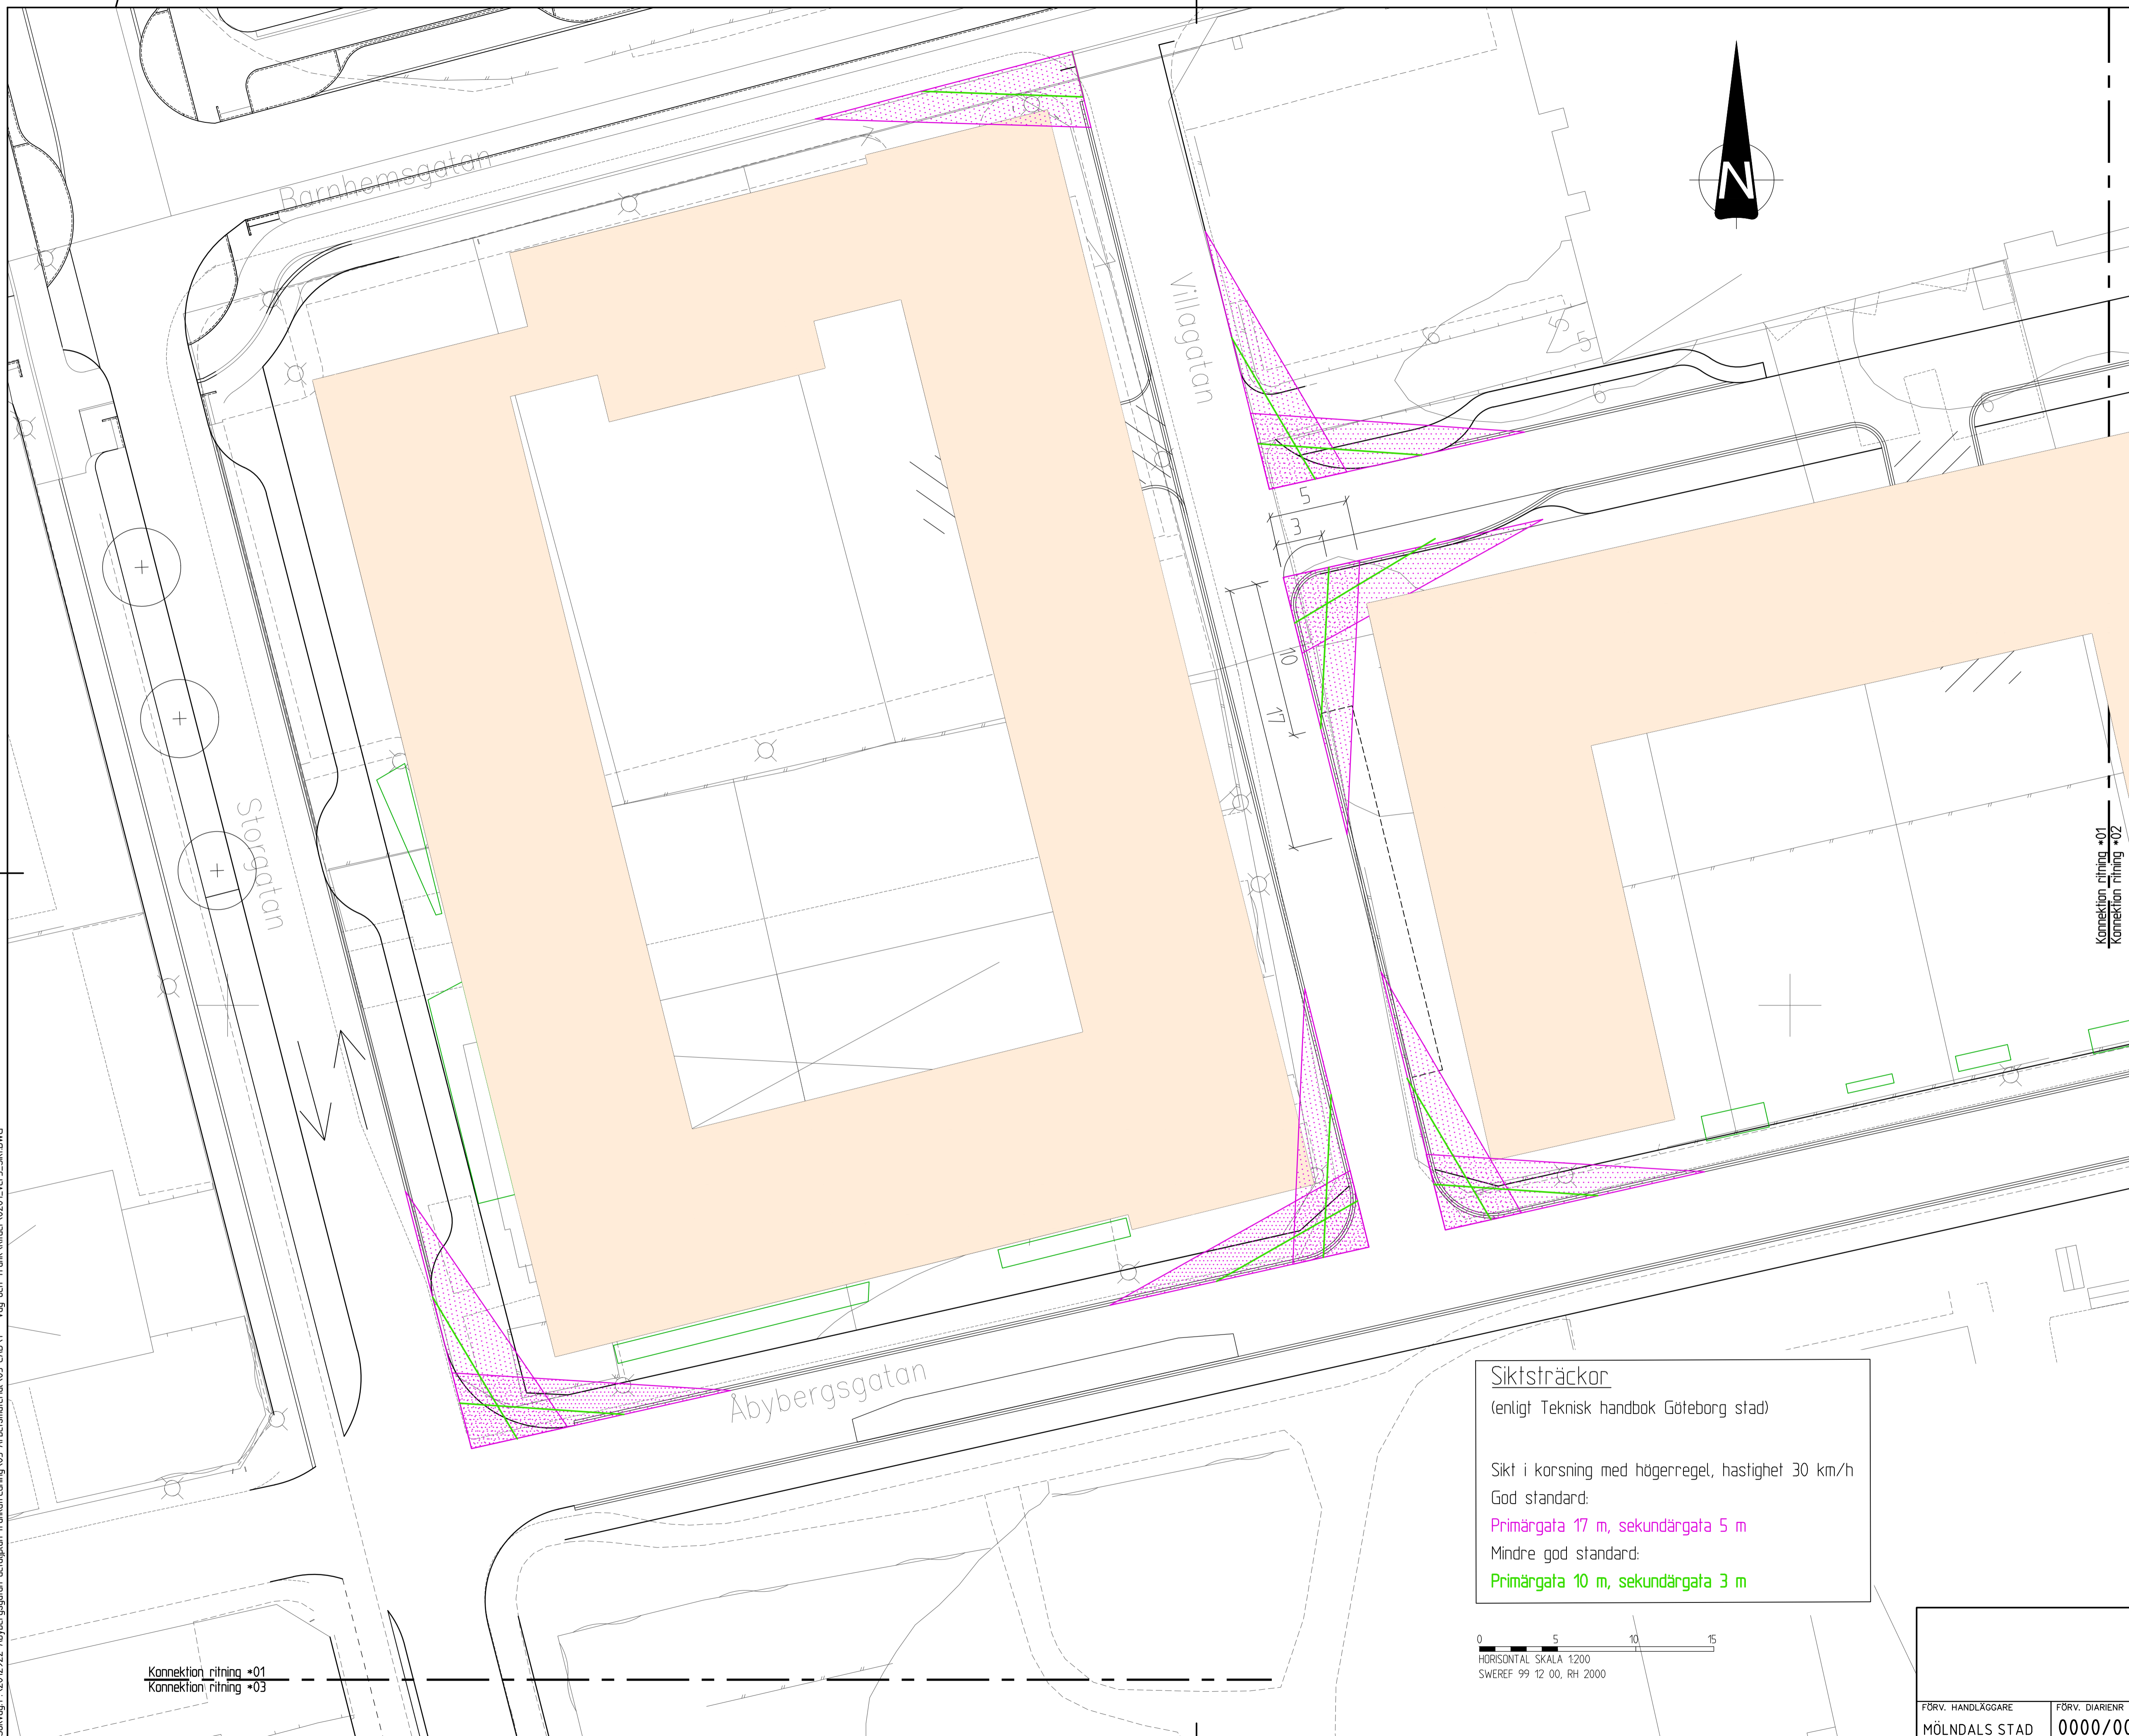 Barnhemsgatan
Villagatan
N
5
3
10
17
Storgatan
Åbybergsgatan
Konnektion ritning *01
Konnektion ritning *02
Siktsträckor
(enligt Teknisk handbok Göteborg stad)
Sikt i korsning med högerregel, hastighet 30 km/h
God standard:
Primärgata 17 m, sekundärgata 5 m
Mindre god standard:
Primärgata 10 m, sekundärgata 3 m
0 5 10 15
HORISONTAL SKALA 1:200
SWEREF 99 12 00, RH 2000
Konnektion ritning *01
Konnektion ritning *03
FÖRV. HANDLÄGGARE
FÖRV. DIARIENR
MÖLNDALS STAD